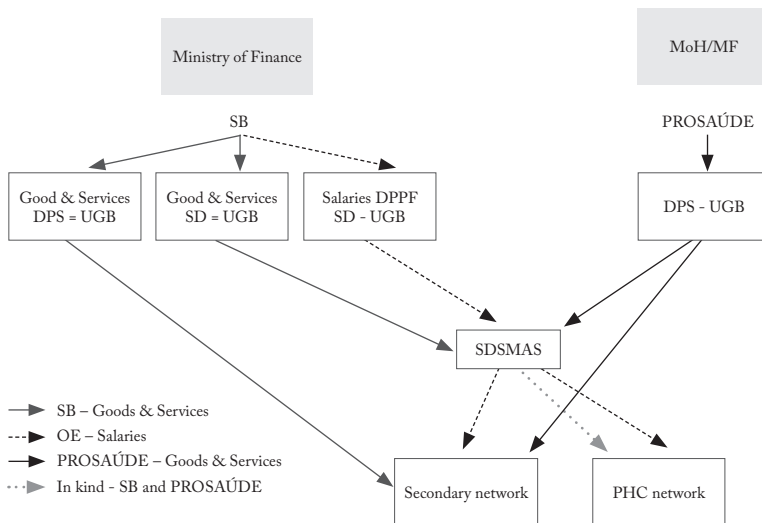 Ministry of Finance
MoH/MF
SB
PROSAÚDE
Good & Services
DPS = UGB
Good & Services
SD = UGB
Salaries DPPF
SD - UGB
DPS - UGB
SDSMAS
SB – Goods & Services
OE – Salaries
PROSAÚDE – Goods & Services
In kind - SB and PROSAÚDE
Secondary network
PHC network